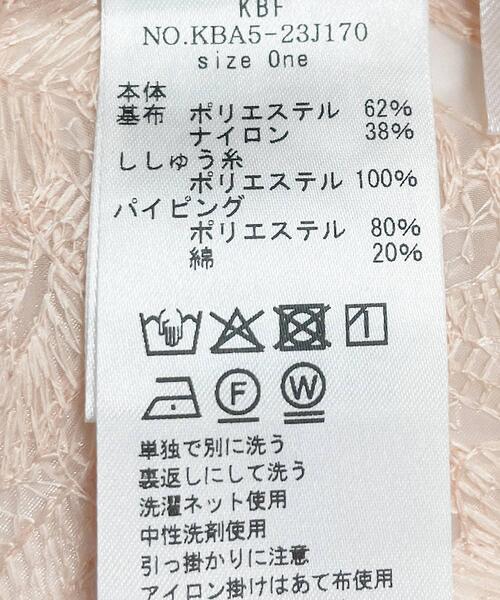 KBF
NO.KBA5-23J170
size One
本体
基布 ポリエステル 62%
ナイロン 38%
ししゅう糸
ポリエステル 100%
パイピング
ポリエステル 80%
綿 20%
F W
単独で別に洗う
裏返しにして洗う
洗濯ネット使用
中性洗剤使用
引っ掛かりに注意
アイロン掛けはあて布使用